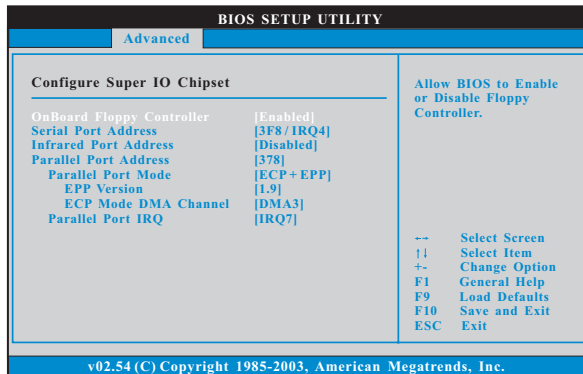 BIOS SETUP UTILITY
Advanced
Configure Super IO Chipset
OnBoard Floppy Controller [Enabled]
Serial Port Address [3F8 / IRQ4]
Infrared Port Address [Disabled]
Parallel Port Address [378]
Parallel Port Mode [ECP + EPP]
EPP Version [1.9]
ECP Mode DMA Channel [DMA3]
Parallel Port IRQ [IRQ7]
Allow BIOS to Enable
or Disable Floppy
Controller.
←→ Select Screen
↑↓ Select Item
+- Change Option
F1 General Help
F9 Load Defaults
F10 Save and Exit
ESC Exit
v02.54 (C) Copyright 1985-2003, American Megatrends, Inc.